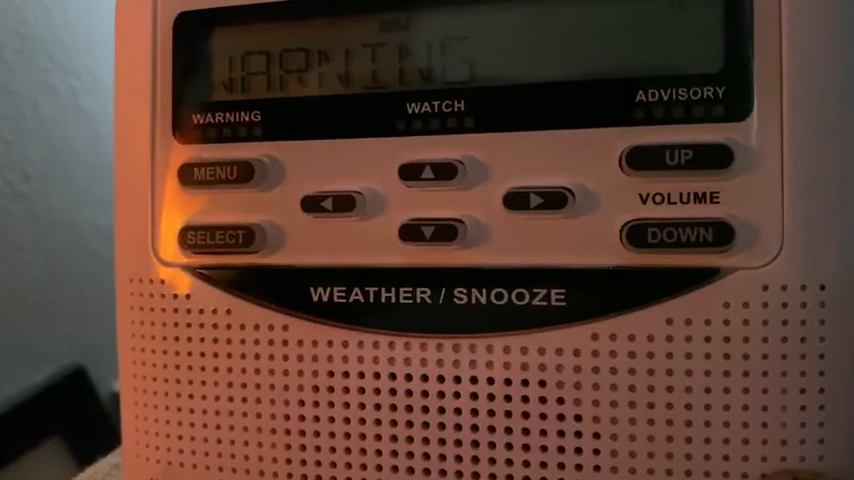 WARNING
WARNING WATCH ADVISORY
MENU ▲ UP
◀ ▶ VOLUME
SELECT ▼ DOWN
WEATHER / SNOOZE